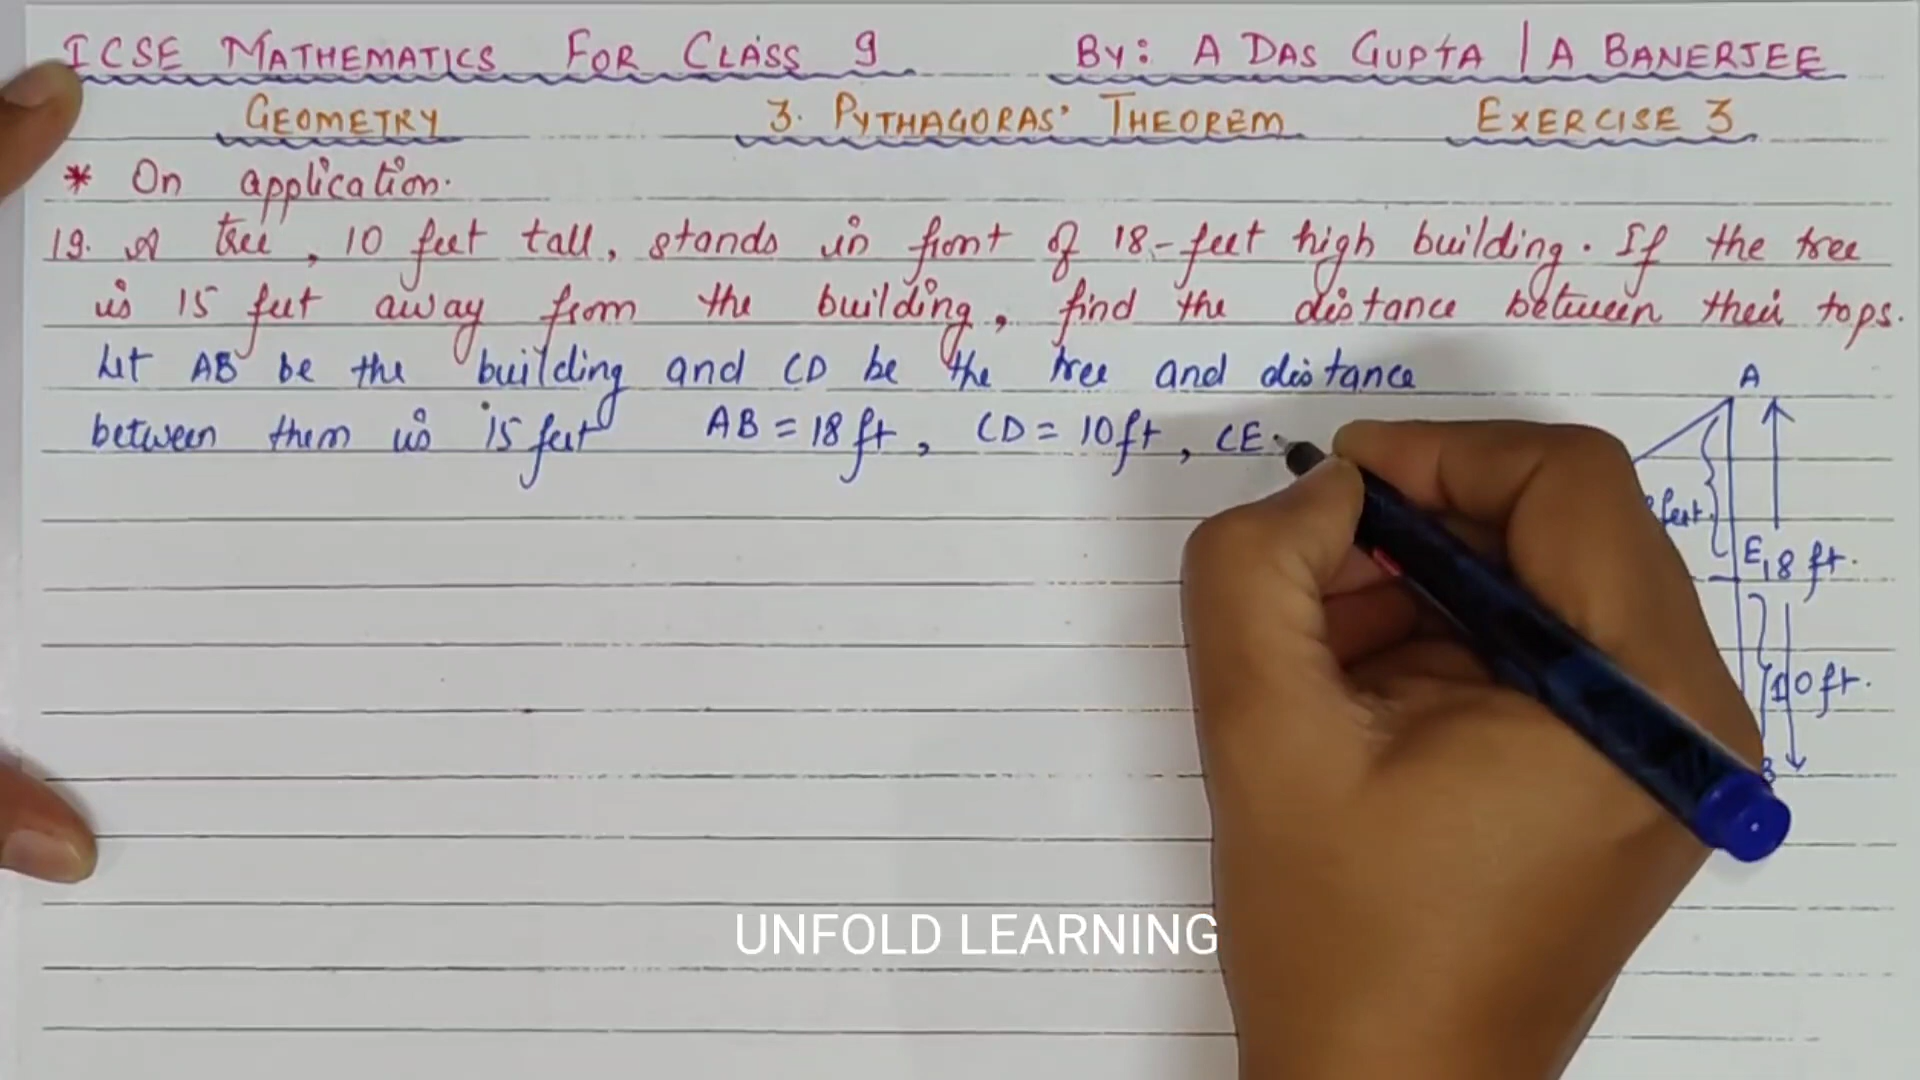 ICSE MATHEMATICS FOR CLASS 9 BY: A DAS GUPTA | A BANERJEE
GEOMETRY 3. PYTHAGORAS' THEOREM EXERCISE 3
* On application.
19. A tree, 10 feet tall, stands in front of 18-feet high building. If the tree
is 15 feet away from the building, find the distance between their tops.
Let AB be the building and CD be the tree and distance
between them is 15 feet AB = 18 ft, CD = 10 ft, CE
A
feet.
E 18 ft.
10 ft.
B
UNFOLD LEARNING